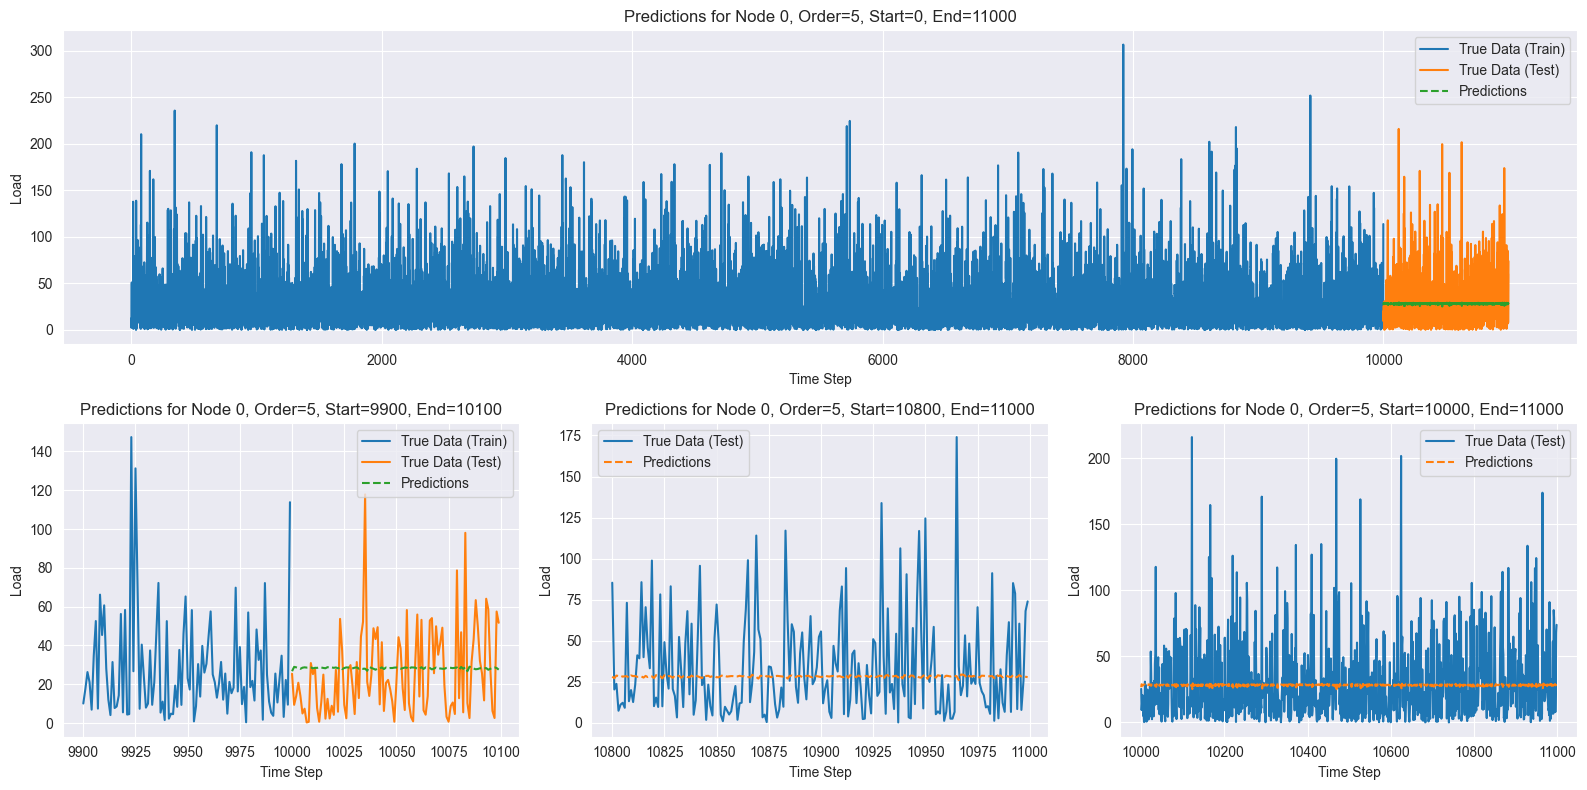 Predictions for Node 0, Order=5, Start=0, End=11000
300
250
200
150
100
50
0
Load
True Data (Train)
True Data (Test)
Predictions
0 2000 4000 6000 8000 10000
Time Step
Predictions for Node 0, Order=5, Start=9900, End=10100
140
120
100
80
60
40
20
0
Load
True Data (Train)
True Data (Test)
Predictions
9900 9925 9950 9975 10000 10025 10050 10075 10100
Time Step
Predictions for Node 0, Order=5, Start=10800, End=11000
175
150
125
100
75
50
25
0
Load
True Data (Test)
Predictions
10800 10825 10850 10875 10900 10925 10950 10975 11000
Time Step
Predictions for Node 0, Order=5, Start=10000, End=11000
200
150
100
50
0
Load
True Data (Test)
Predictions
10000 10200 10400 10600 10800 11000
Time Step